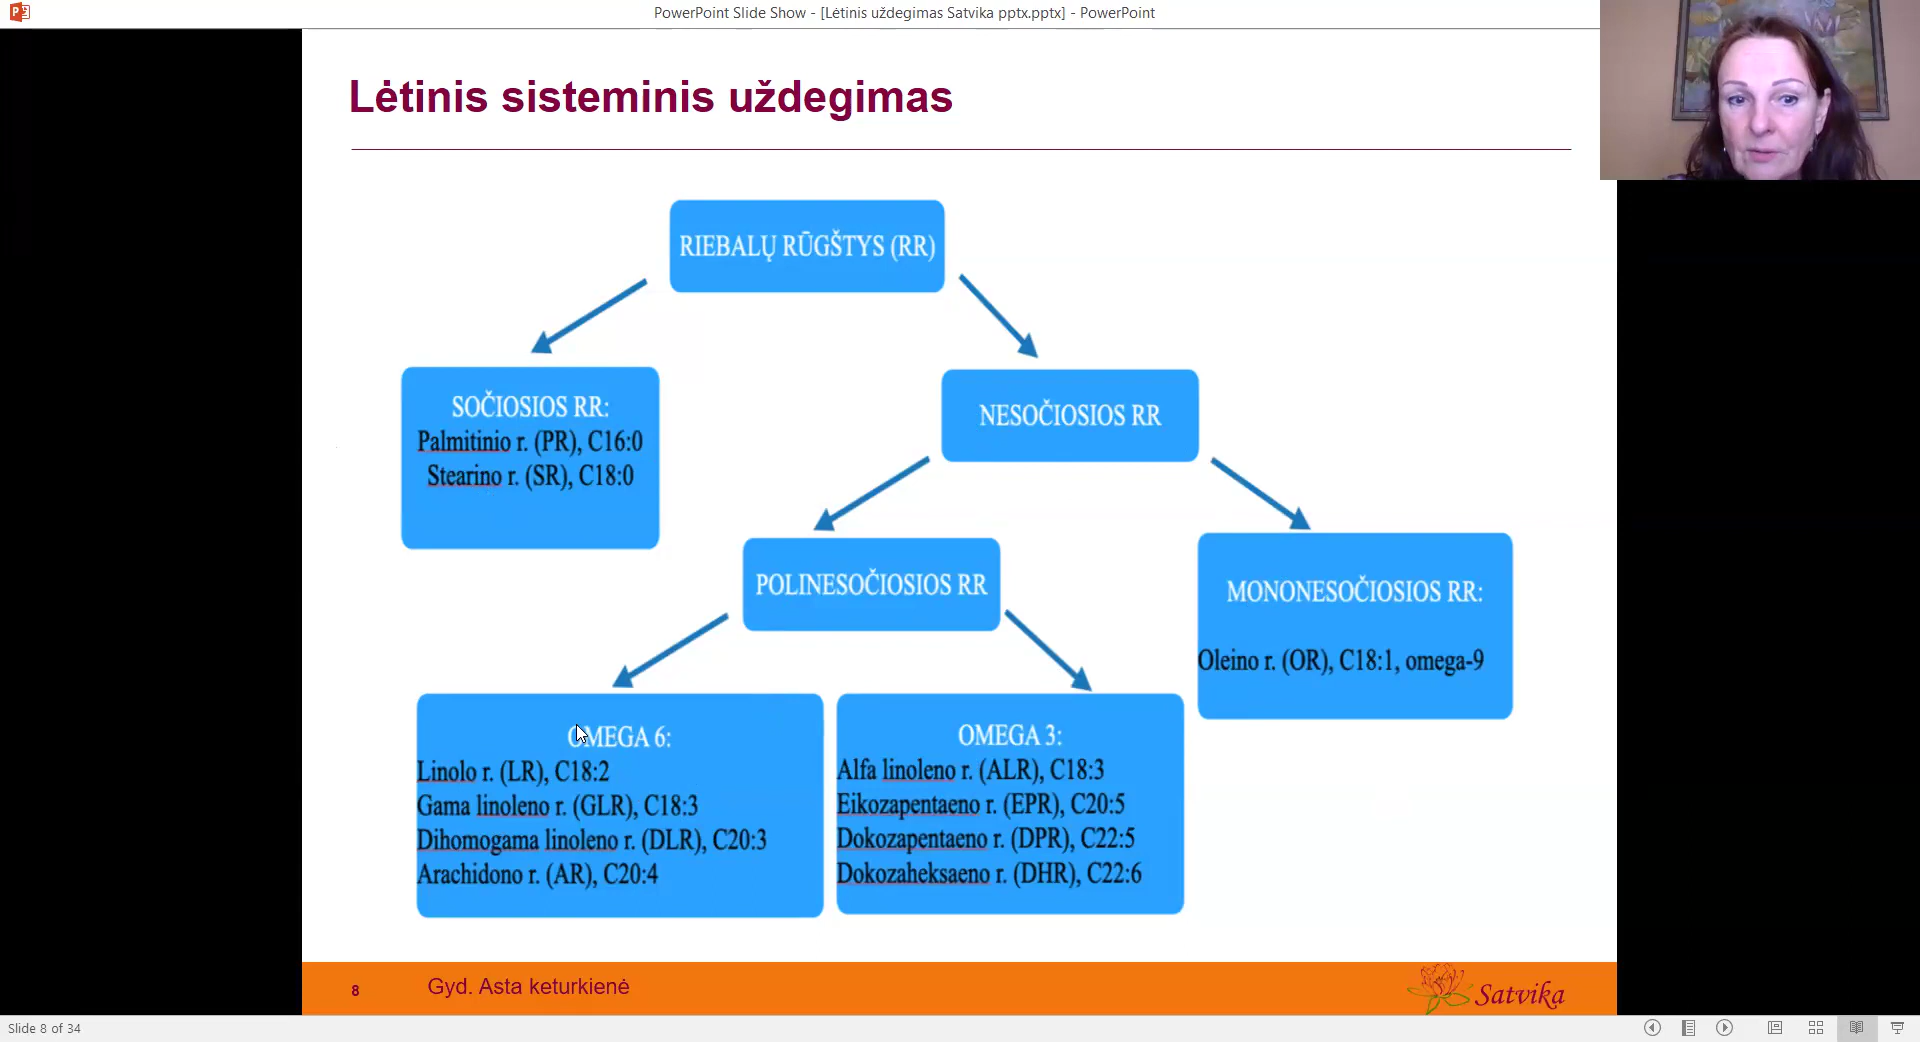 PowerPoint Slide Show - [Lėtinis uždegimas Satvika pptx.pptx] - PowerPoint
Lėtinis sisteminis uždegimas
RIEBALŲ RŪGŠTYS (RR)
SOČIOSIOS RR:
Palmitinio r. (PR), C16:0
Stearino r. (SR), C18:0
NESOČIOSIOS RR
POLINESOČIOSIOS RR
MONONESOČIOSIOS RR:
Oleino r. (OR), C18:1, omega-9
OMEGA 6:
Linolo r. (LR), C18:2
Gama linoleno r. (GLR), C18:3
Dihomogama linoleno r. (DLR), C20:3
Arachidono r. (AR), C20:4
OMEGA 3:
Alfa linoleno r. (ALR), C18:3
Eikozapentaeno r. (EPR), C20:5
Dokozapentaeno r. (DPR), C22:5
Dokozaheksaeno r. (DHR), C22:6
8
Gyd. Asta keturkienė
Satvika
Slide 8 of 34